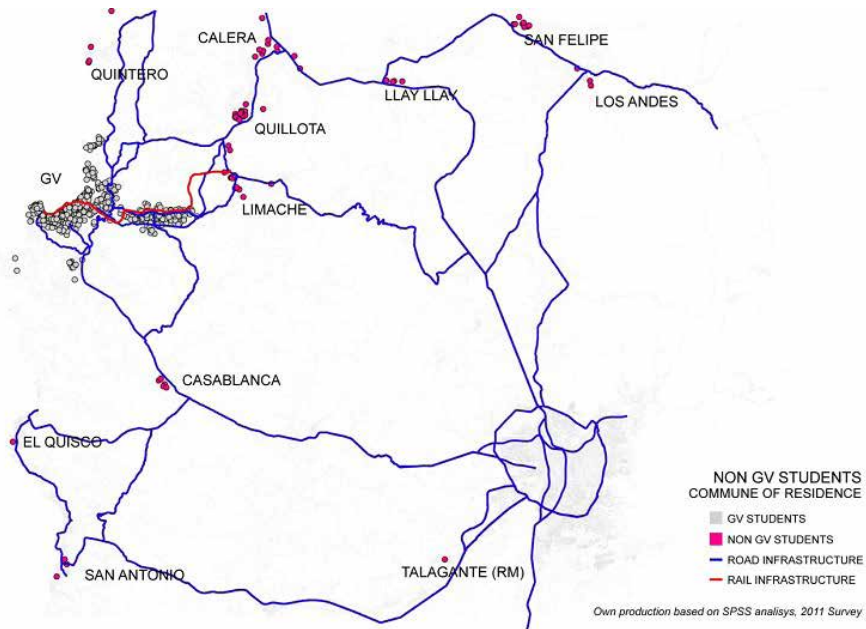 CALERA
SAN FELIPE
QUINTERO
LLAY LLAY
LOS ANDES
QUILLOTA
GV
LIMACHE
CASABLANCA
EL QUISCO
SAN ANTONIO
TALAGANTE (RM)
NON GV STUDENTS
COMMUNE OF RESIDENCE
GV STUDENTS
NON GV STUDENTS
ROAD INFRASTRUCTURE
RAIL INFRASTRUCTURE
Own production based on SPSS analisys, 2011 Survey